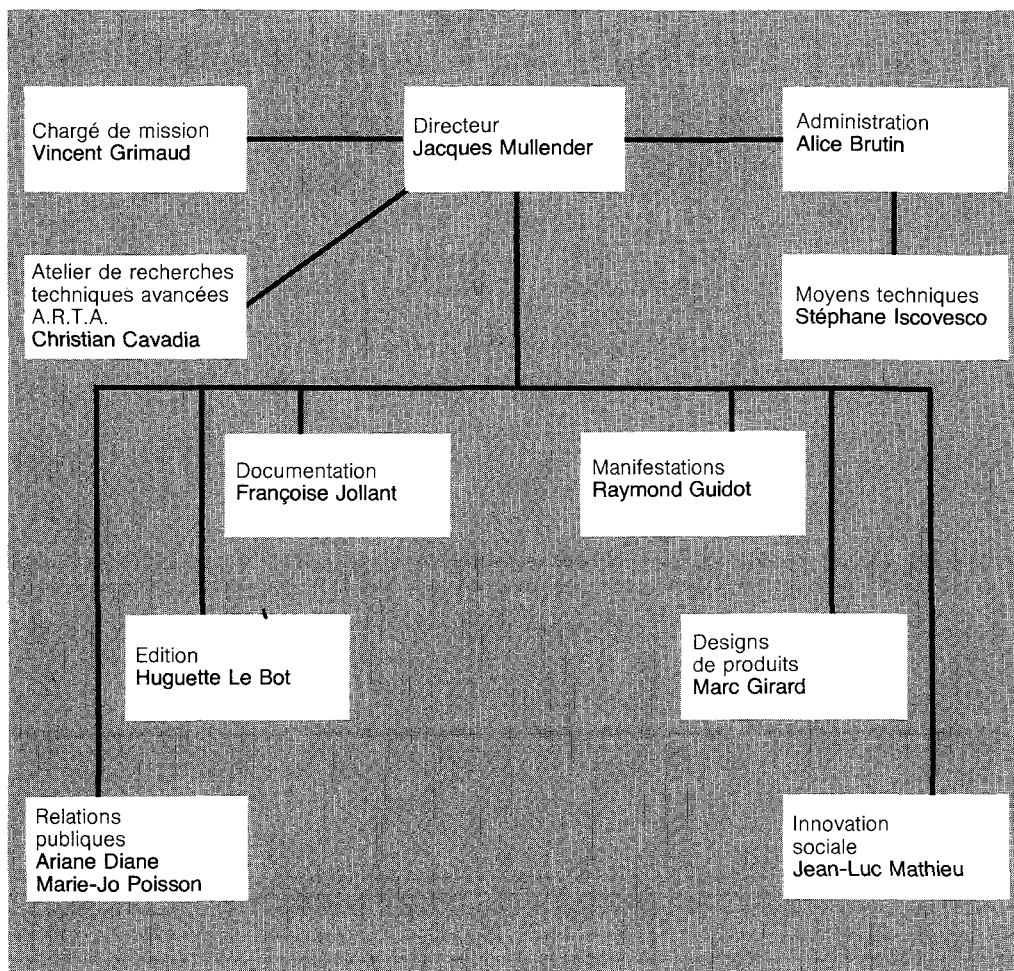 Chargé de mission
Vincent Grimaud
Directeur
Jacques Mullender
Administration
Alice Brutin
Atelier de recherches
techniques avancées
A.R.T.A.
Christian Cavadia
Moyens techniques
Stéphane Iscovesco
Documentation
Françoise Jollant
Manifestations
Raymond Guidot
Edition
Huguette Le Bot
Designs
de produits
Marc Girard
Relations
publiques
Ariane Diane
Marie-Jo Poisson
Innovation
sociale
Jean-Luc Mathieu